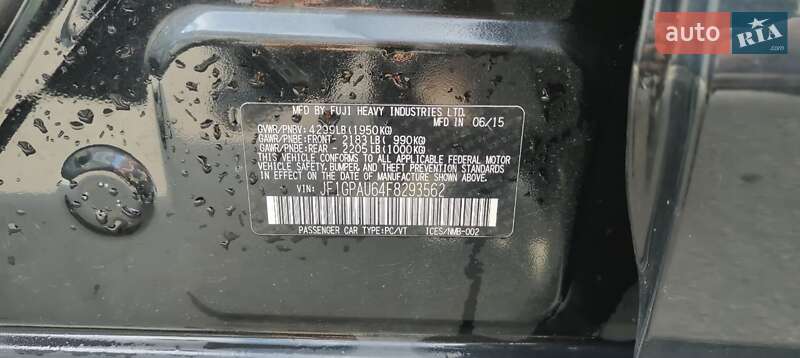 auto RIA
.com
MFD BY FUJI HEAVY INDUSTRIES LTD.
MFD IN 06/15
GVWR/PNBV: 4299LB(1950KG)
GAWR/PNBE:FRONT- 2183LB( 990KG)
GAWR/PNBE:REAR - 2205LB(1000KG)
THIS VEHICLE CONFORMS TO ALL APPLICABLE FEDERAL MOTOR
VEHICLE SAFETY, BUMPER, AND THEFT PREVENTION STANDARDS
IN EFFECT ON THE DATE OF MANUFACTURE SHOWN ABOVE.
VIN: JF1GPAU64F8293562
PASSENGER CAR TYPE:PC/VT ICES/NMB-002